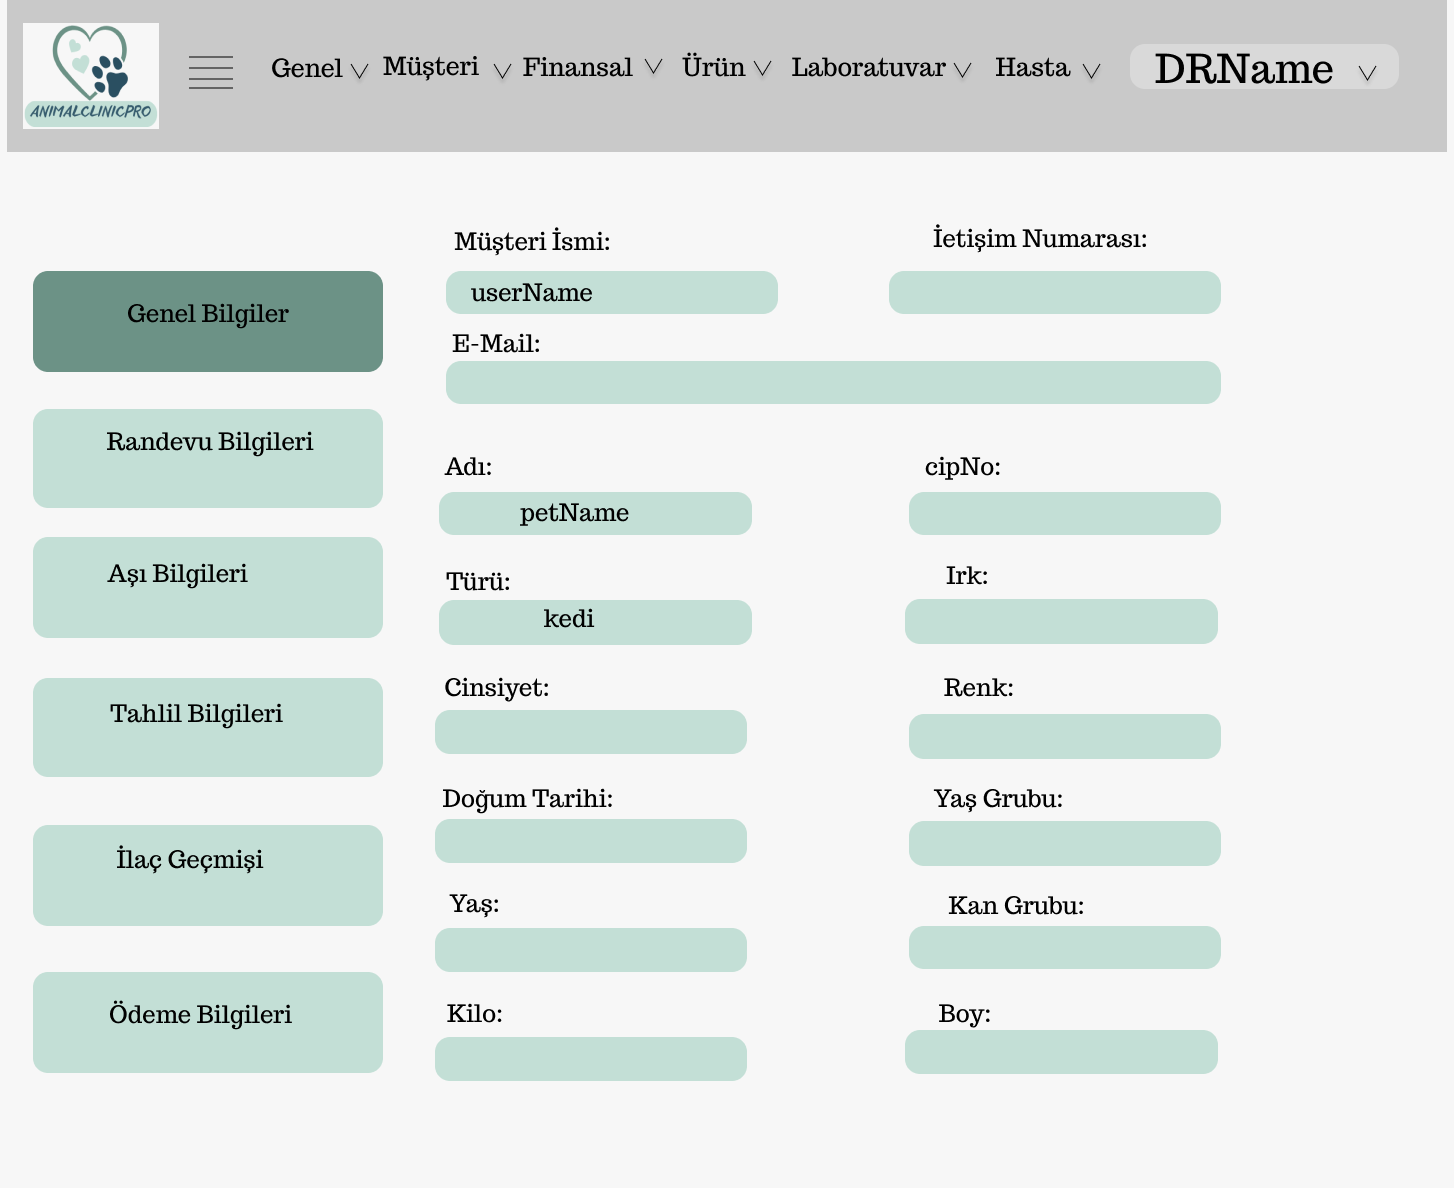 ANIMALCLINICPRO
Genel Müşteri Finansal Ürün Laboratuvar Hasta DRName
Müşteri İsmi: İetişim Numarası:
Genel Bilgiler
userName
E-Mail:
Randevu Bilgileri
Adı: cipNo:
petName
Aşı Bilgileri
Türü: Irk:
kedi
Cinsiyet: Renk:
Tahlil Bilgileri
Doğum Tarihi: Yaş Grubu:
İlaç Geçmişi
Yaş: Kan Grubu:
Kilo: Boy:
Ödeme Bilgileri